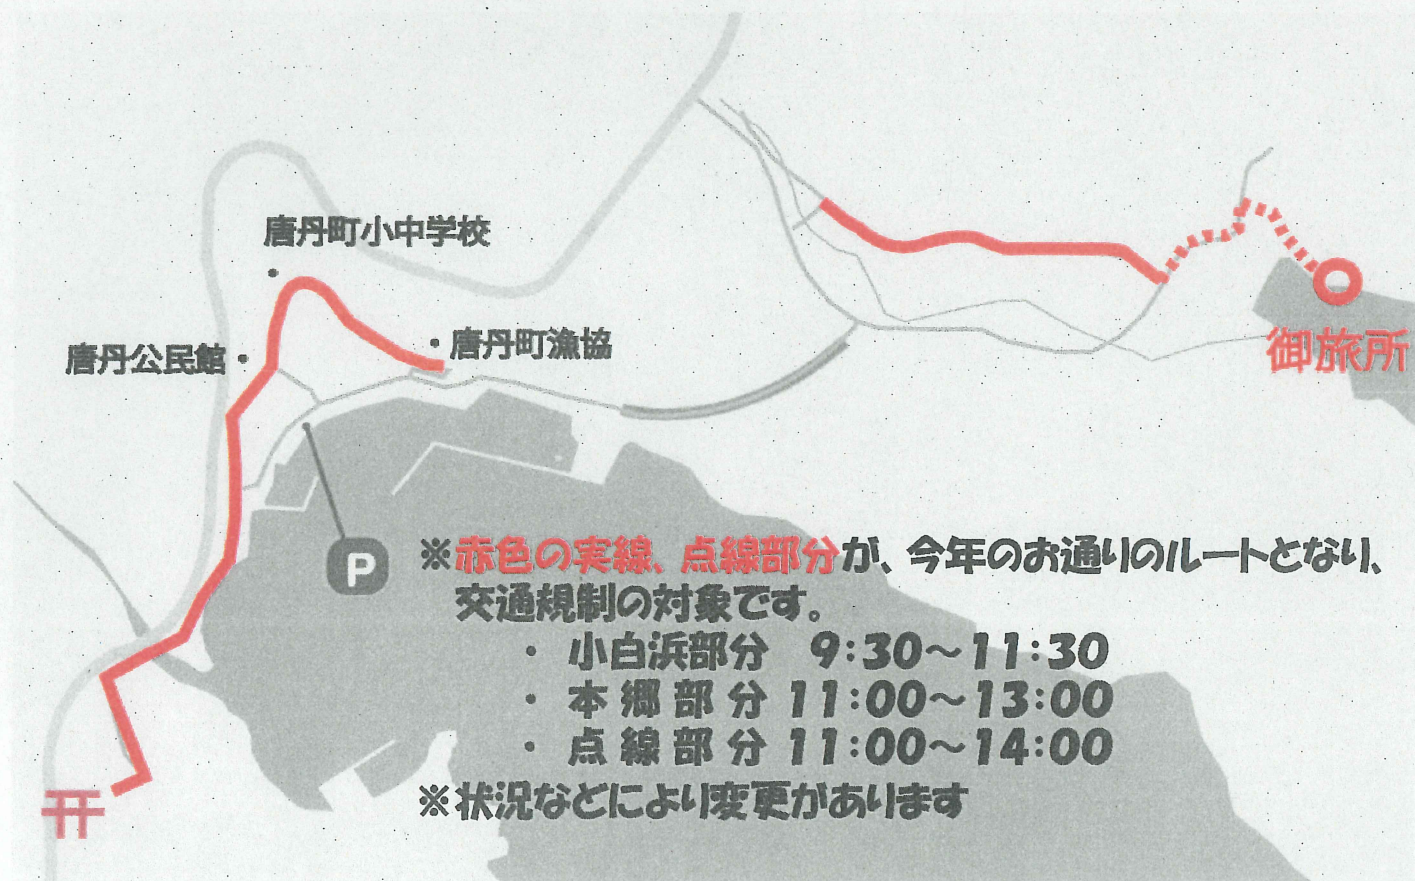 唐丹町小中学校
唐丹公民館
唐丹町漁協
御旅所
P
※赤色の実線、点線部分が、今年のお通りのルートとなり、
交通規制の対象です。
・ 小白浜部分 9:30～11:30
・ 本郷部分 11:00～13:00
・ 点線部分 11:00～14:00
※状況などにより変更があります